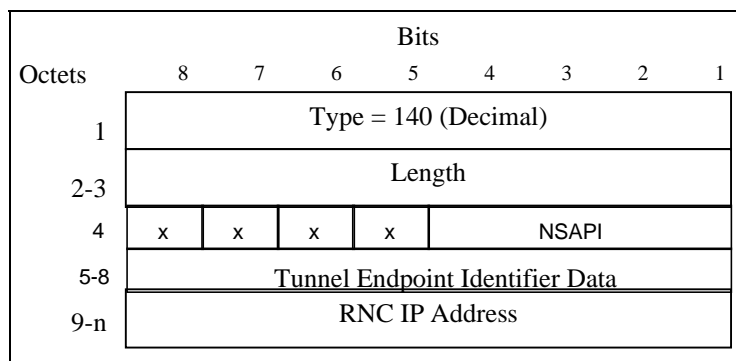 Bits
Octets 8 7 6 5 4 3 2 1
1 Type = 140 (Decimal)
2-3 Length
4 x x x x NSAPI
5-8 Tunnel Endpoint Identifier Data
9-n RNC IP Address